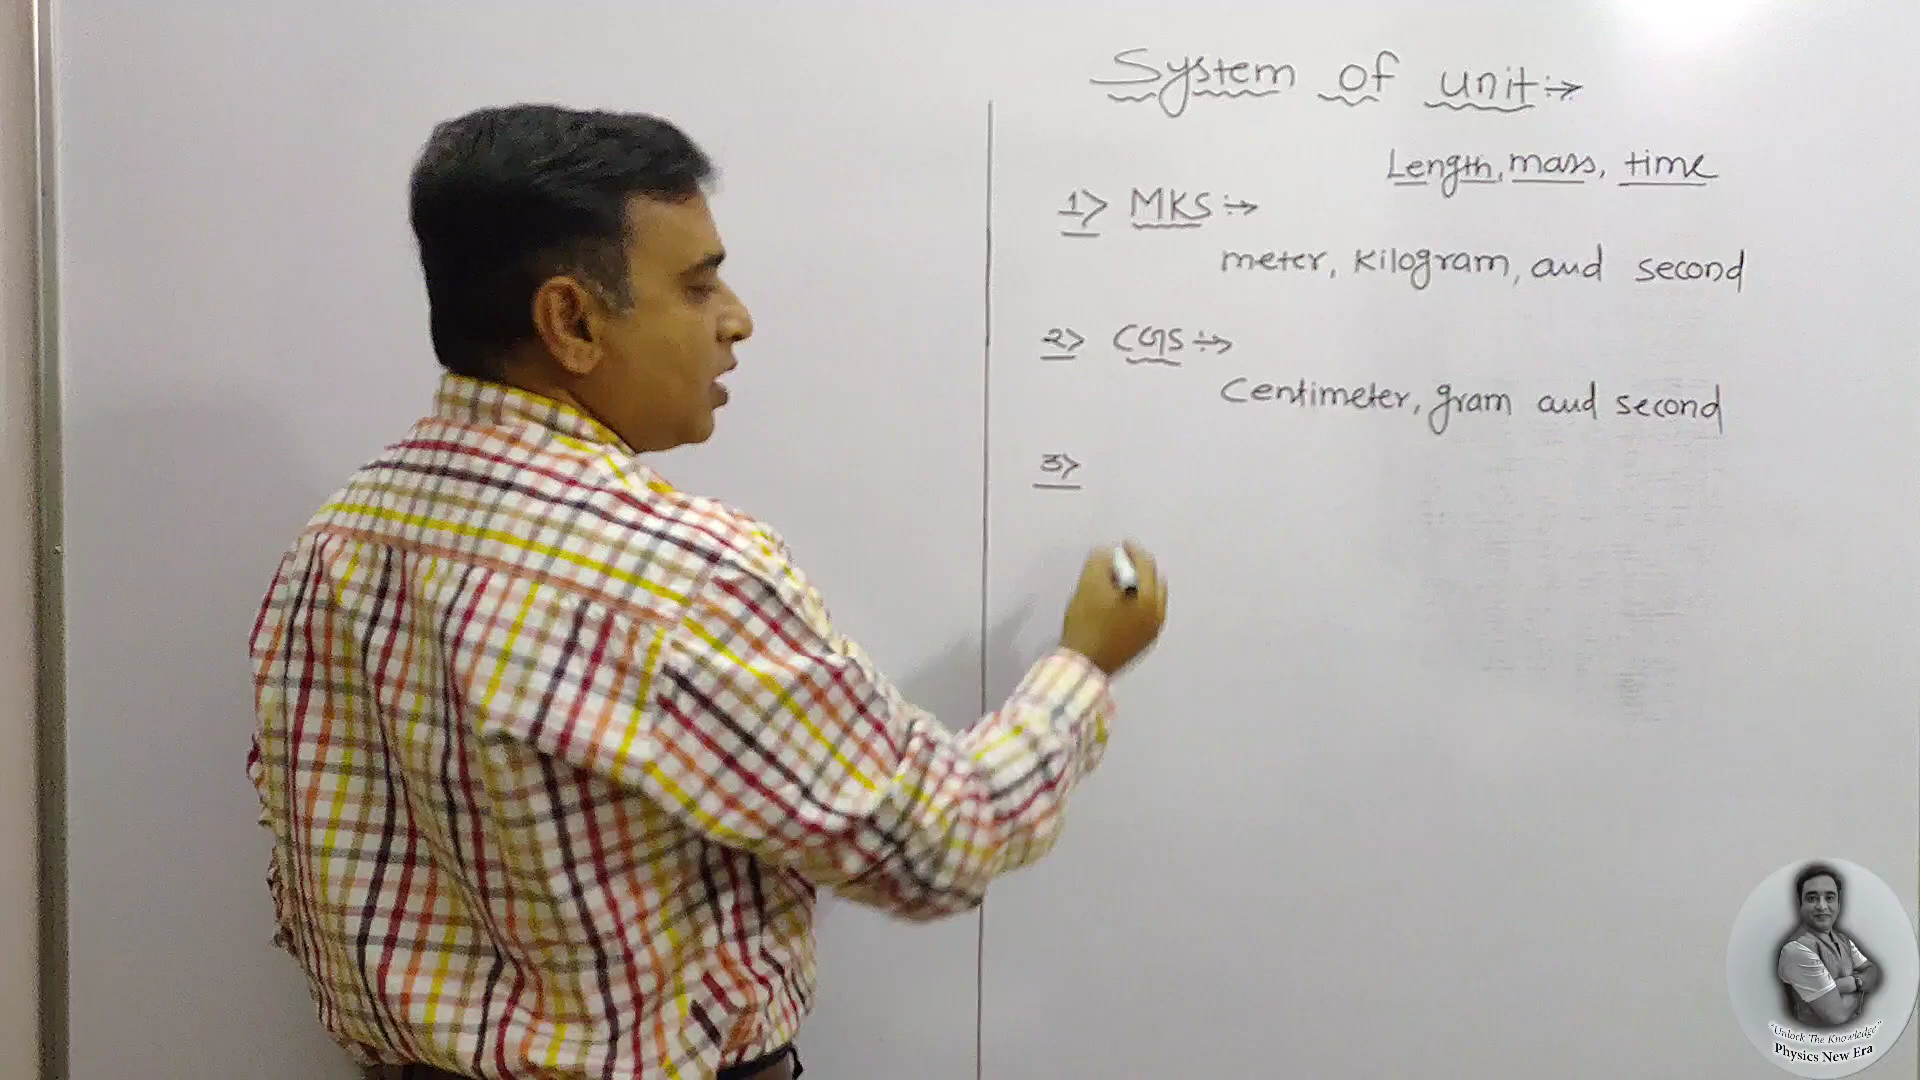 System of unit :→
Length, mass, time
1> MKS :→
meter, Kilogram, and second
2> CGS :→
Centimeter, gram and second
3>
"Unlock The Knowledge"
Physics New Era